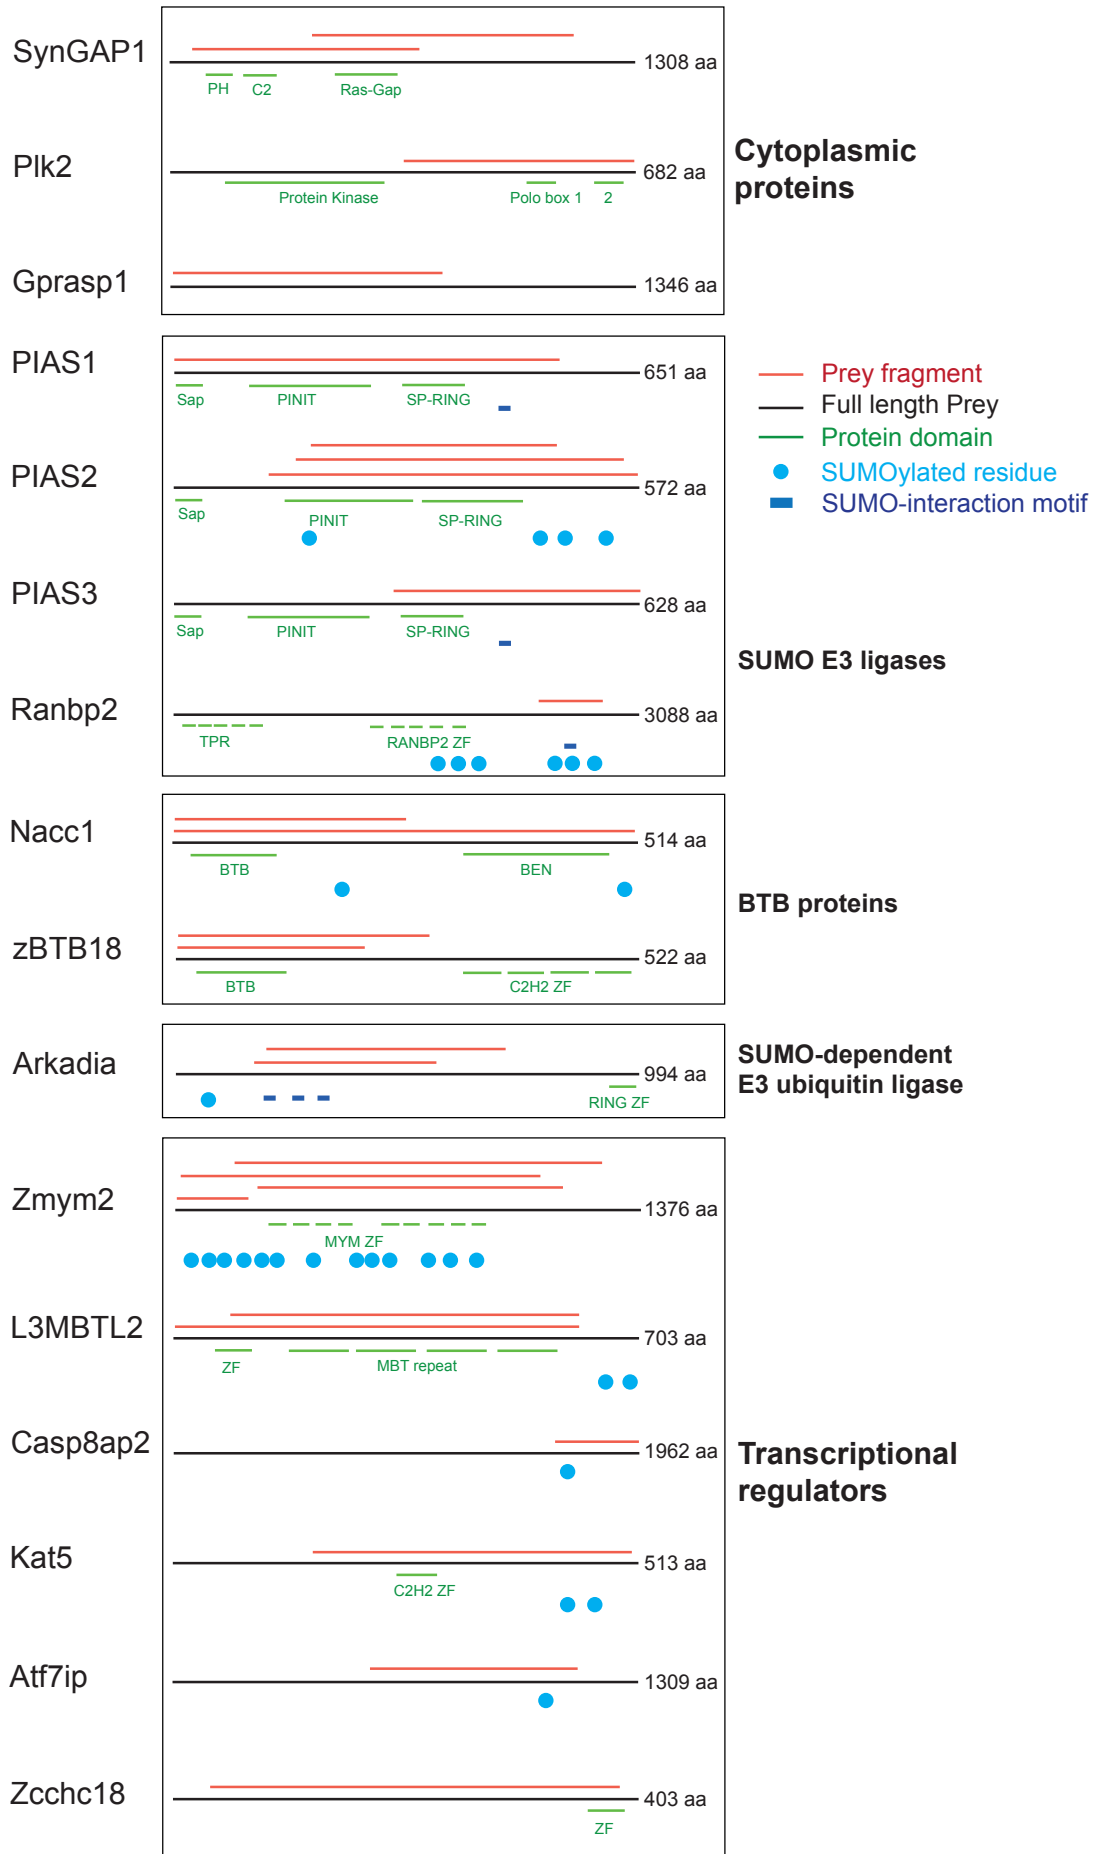 SynGAP1
1308 aa
PH
C2
Ras-Gap
Plk2
682 aa
Protein Kinase
Polo box 1
2
Cytoplasmic
proteins
Gprasp1
1346 aa
PIAS1
651 aa
Sap
PINIT
SP-RING
Prey fragment
Full length Prey
Protein domain
SUMOylated residue
SUMO-interaction motif
PIAS2
572 aa
Sap
PINIT
SP-RING
PIAS3
628 aa
Sap
PINIT
SP-RING
SUMO E3 ligases
Ranbp2
3088 aa
TPR
RANBP2 ZF
Nacc1
514 aa
BTB
BEN
BTB proteins
zBTB18
522 aa
BTB
C2H2 ZF
Arkadia
994 aa
RING ZF
SUMO-dependent
E3 ubiquitin ligase
Zmym2
1376 aa
MYM ZF
L3MBTL2
703 aa
ZF
MBT repeat
Casp8ap2
1962 aa
Transcriptional
regulators
Kat5
513 aa
C2H2 ZF
Atf7ip
1309 aa
Zcchc18
403 aa
ZF